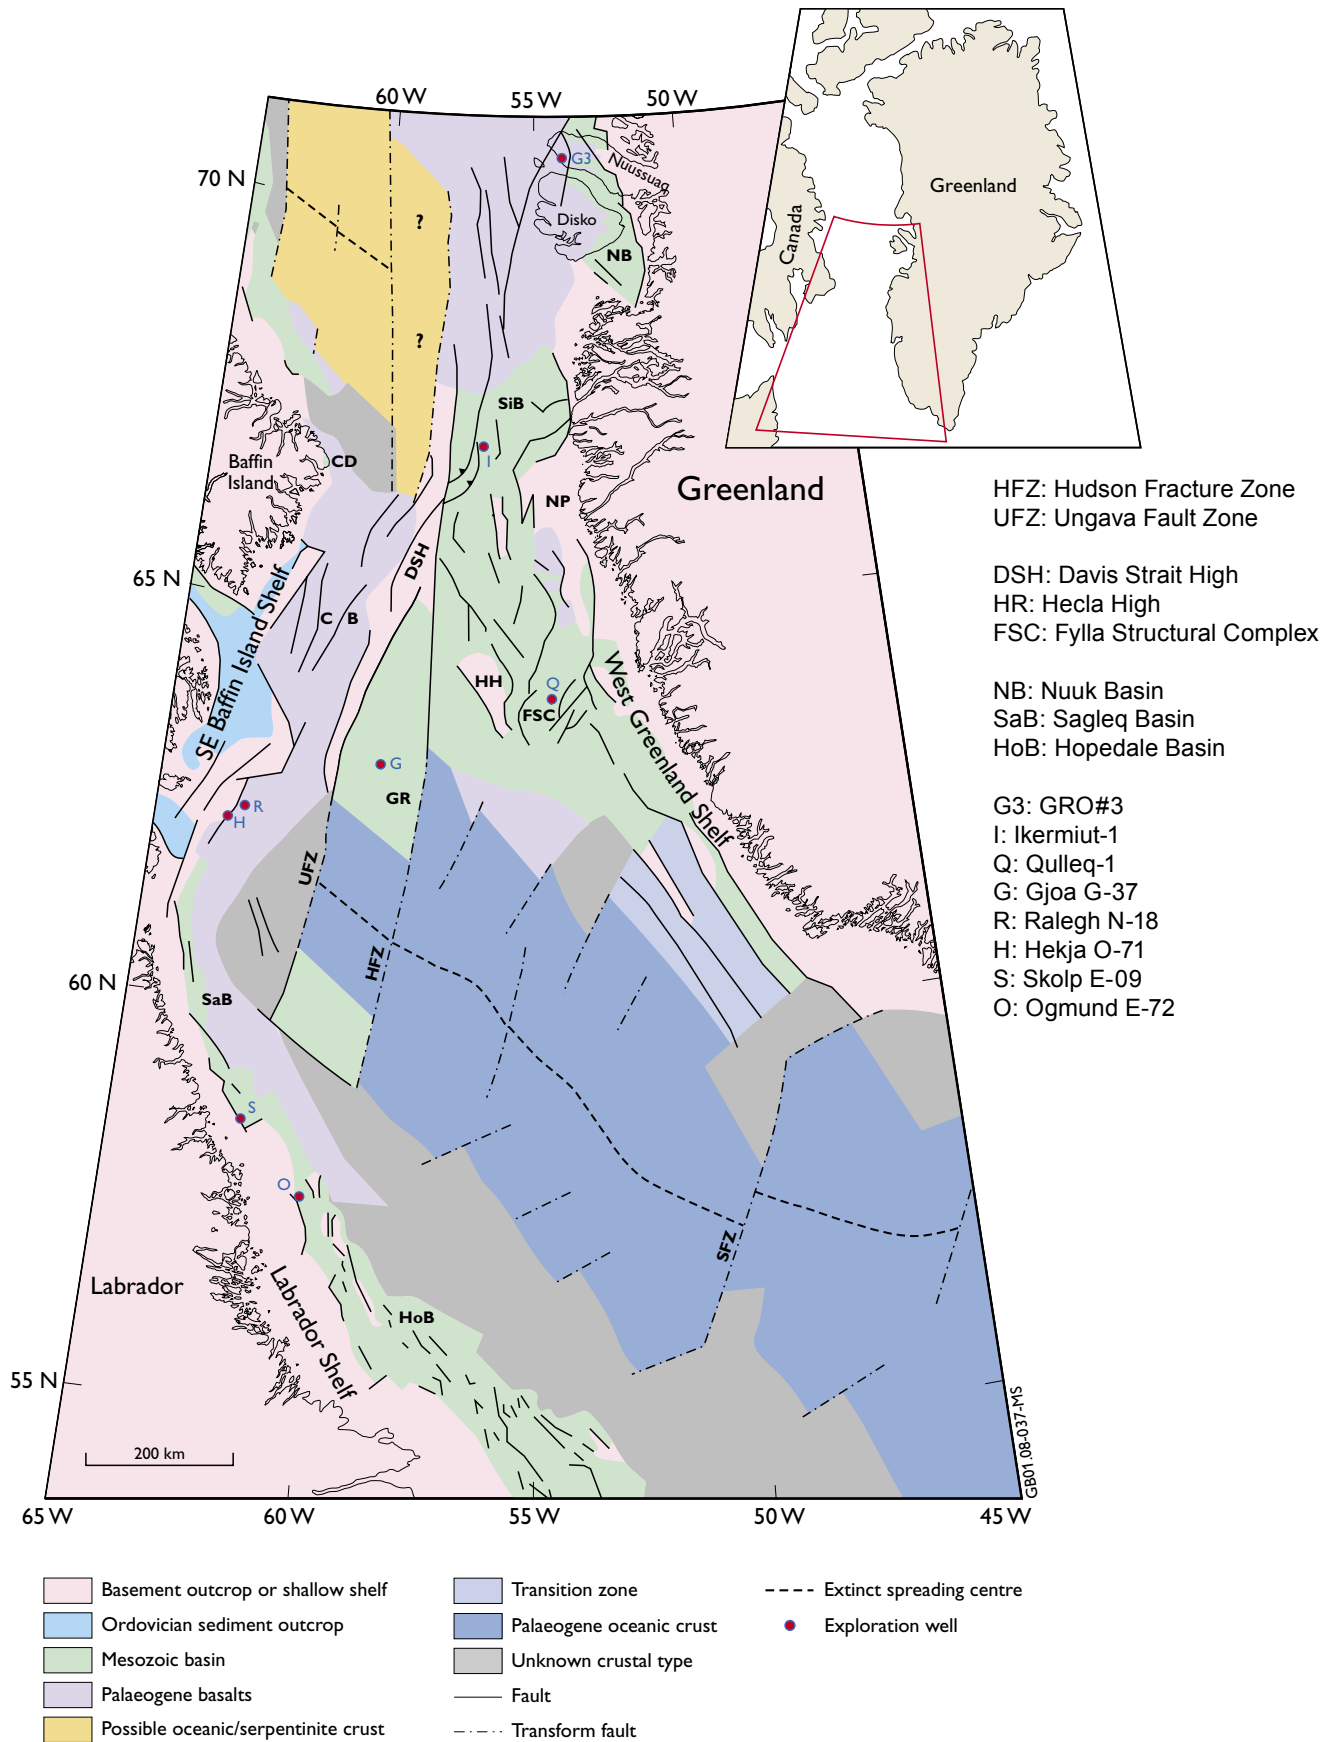 60 W
55 W
50 W
70 N
65 N
60 N
55 N
65 W
60 W
55 W
50 W
45 W
Greenland
Canada
G3
Nuussuaq
Disko
NB
?
?
SiB
I
CD
Baffin
Island
NP
Greenland
DSH
SE Baffin Island Shelf
C B
HH
Q
FSC
West Greenland Shelf
G
GR
R
H
UFZ
HFZ
SaB
S
O
SFZ
Labrador
Labrador Shelf
HoB
200 km
GB01.08-037-MS
HFZ: Hudson Fracture Zone
UFZ: Ungava Fault Zone
DSH: Davis Strait High
HR: Hecla High
FSC: Fylla Structural Complex
NB: Nuuk Basin
SaB: Sagleq Basin
HoB: Hopedale Basin
G3: GRO#3
I: Ikermiut-1
Q: Qulleq-1
G: Gjoa G-37
R: Ralegh N-18
H: Hekja O-71
S: Skolp E-09
O: Ogmund E-72
Basement outcrop or shallow shelf
Ordovician sediment outcrop
Mesozoic basin
Palaeogene basalts
Possible oceanic/serpentinite crust
Transition zone
Palaeogene oceanic crust
Unknown crustal type
Fault
Transform fault
Extinct spreading centre
Exploration well